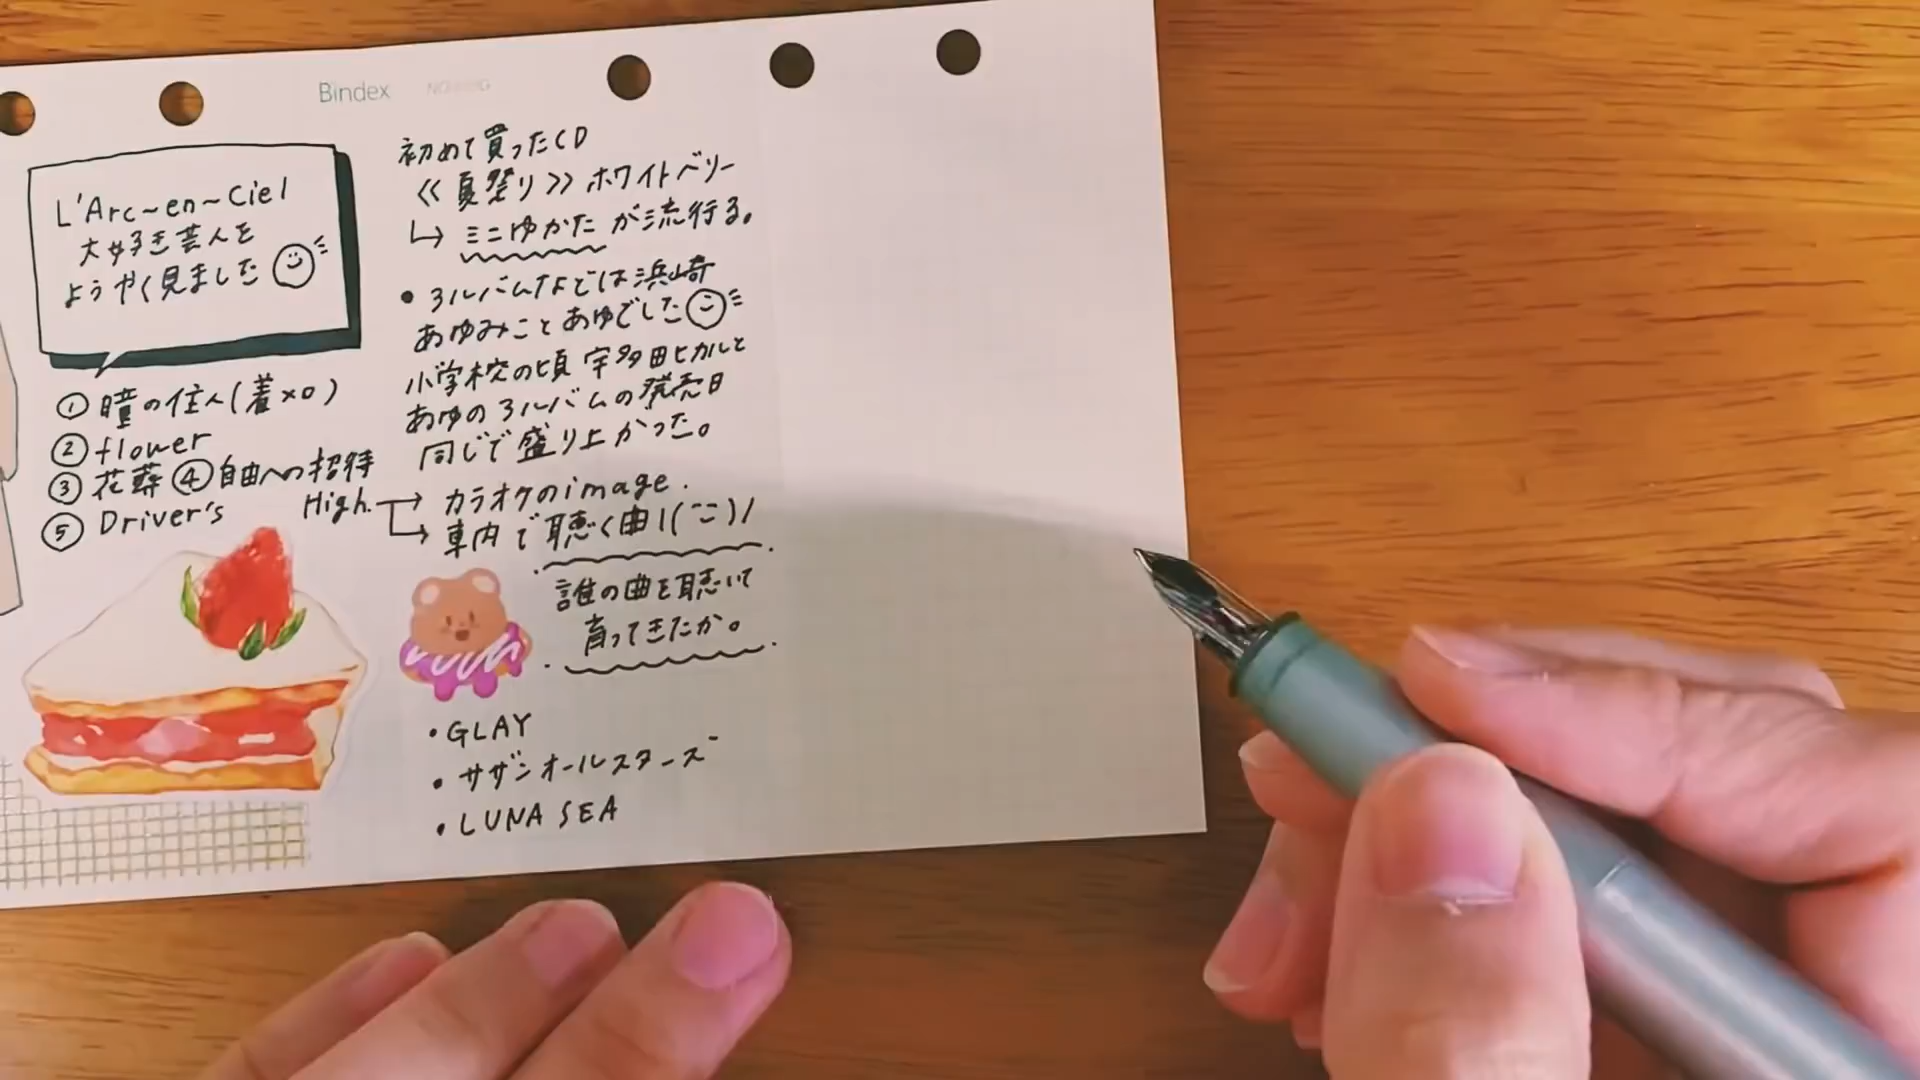 Bindex
L'Arc~en~Ciel
大好き芸人を
ようやく見ました
① 瞳の住人(着×0)
② flower
③ 花葬 ④ 自由への招待
⑤ Driver's High.
初めて買ったCD
《夏祭り》ホワイトベリー
↳ ミニゆかたが流行る。
• アルバムなどは浜崎
あゆみことあゆでした
小学校の頃 宇多田ヒカルと
あゆのアルバムの発売日
同じで盛り上がった。
→ カラオケのimage.
→ 車内で聴く曲
誰の曲を聴いて
育ってきたか。
• GLAY
• サザンオールスターズ
• LUNA SEA